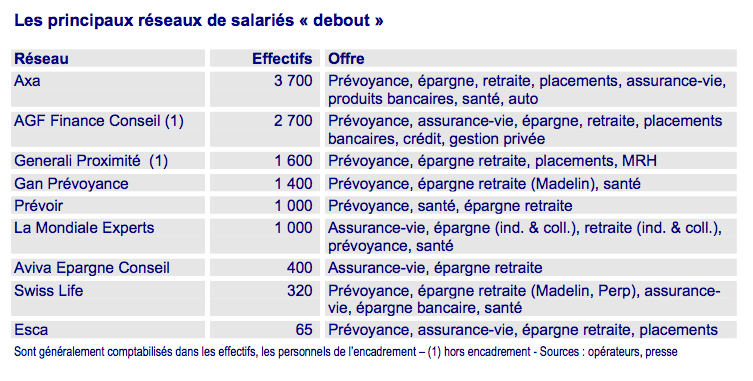 Les principaux réseaux de salariés « debout »
Réseau Effectifs Offre
Axa 3 700 Prévoyance, épargne, retraite, placements, assurance-vie,
produits bancaires, santé, auto
AGF Finance Conseil (1) 2 700 Prévoyance, assurance-vie, épargne, retraite, placements
bancaires, crédit, gestion privée
Generali Proximité (1) 1 600 Prévoyance, épargne retraite, placements, MRH
Gan Prévoyance 1 400 Prévoyance, épargne retraite (Madelin), santé
Prévoir 1 000 Prévoyance, santé, épargne retraite
La Mondiale Experts 1 000 Assurance-vie, épargne (ind. & coll.), retraite (ind. & coll.),
prévoyance, santé
Aviva Epargne Conseil 400 Assurance-vie, épargne retraite
Swiss Life 320 Prévoyance, épargne retraite (Madelin, Perp), assurance-
vie, épargne bancaire, santé
Esca 65 Prévoyance, assurance-vie, épargne retraite, placements
Sont généralement comptabilisés dans les effectifs, les personnels de l'encadrement – (1) hors encadrement - Sources : opérateurs, presse